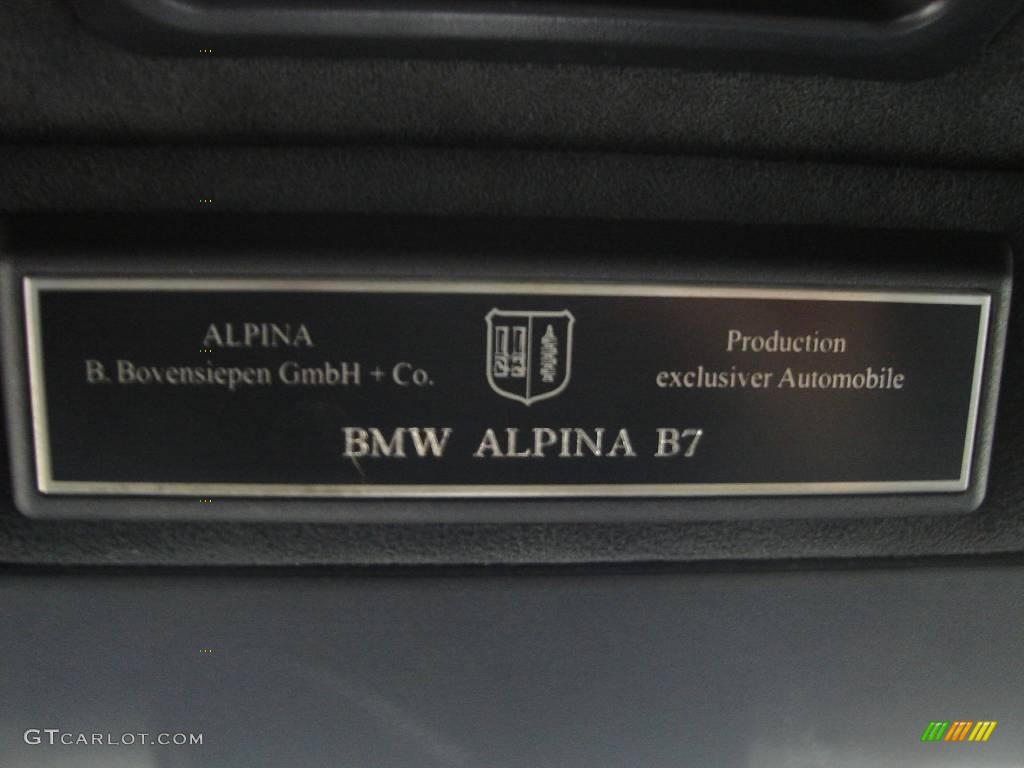 ALPINA
B. Bovensiepen GmbH + Co.
Production
exclusiver Automobile
BMW ALPINA B7
GTCARLOT.COM